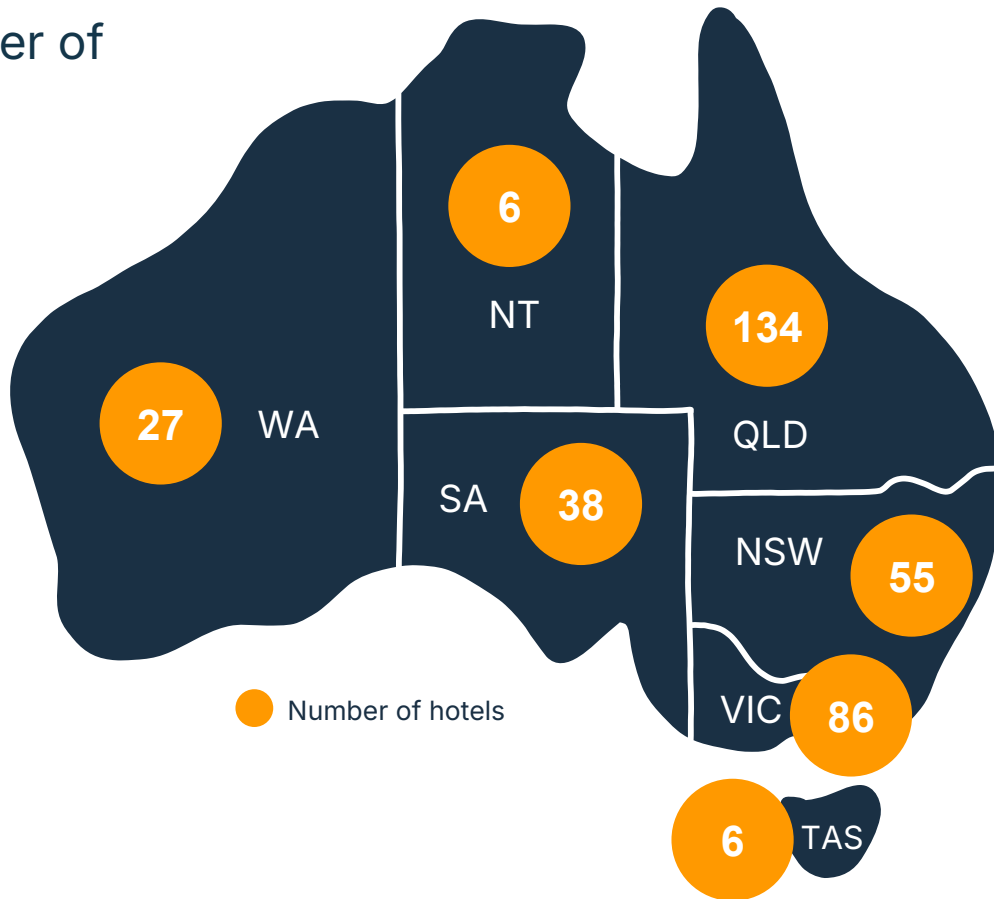 er of
6
NT
134
27
WA
QLD
SA
38
NSW
55
Number of hotels
VIC
86
6
TAS